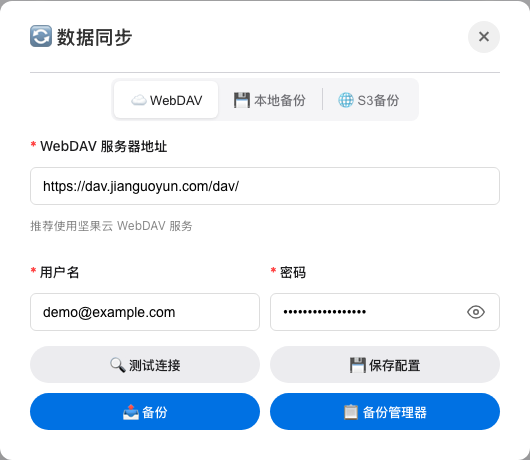 数据同步
WebDAV
本地备份
S3备份
* WebDAV 服务器地址
https://dav.jianguoyun.com/dav/
推荐使用坚果云 WebDAV 服务
* 用户名
* 密码
demo@example.com
•••••••••••••••••
测试连接
保存配置
备份
备份管理器